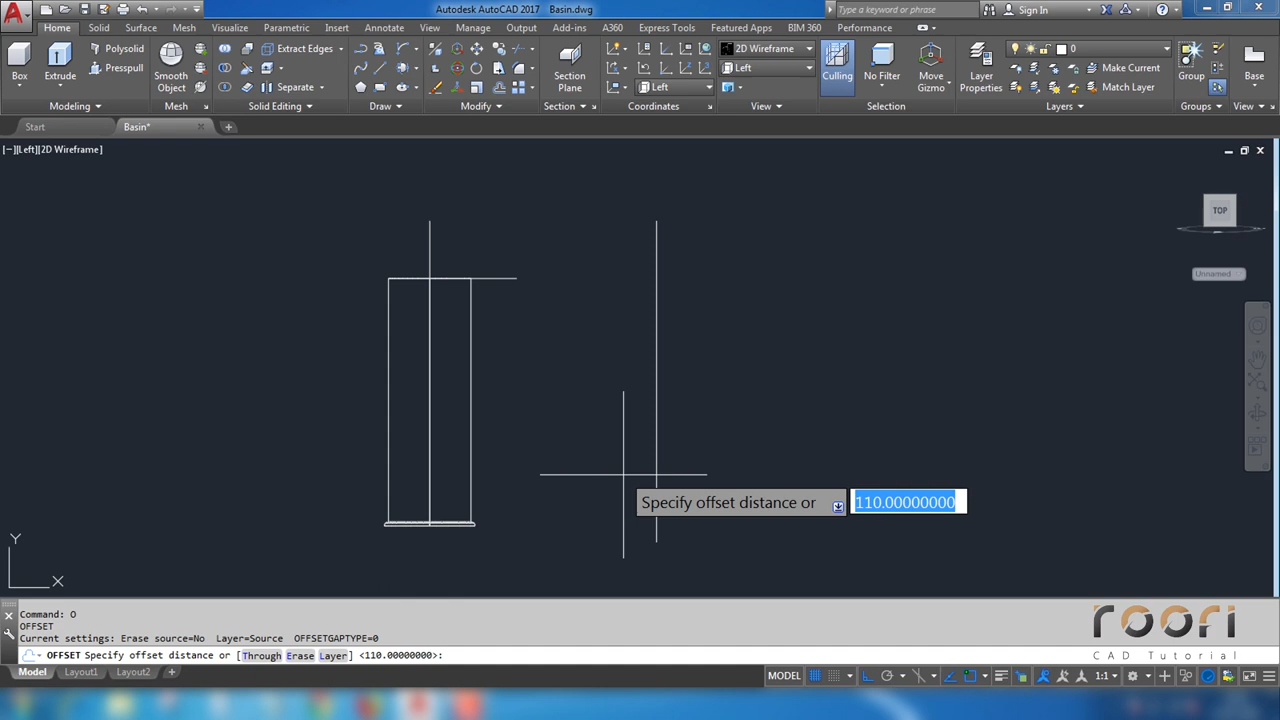 Autodesk AutoCAD 2017 Basin.dwg
Type a keyword or phrase
Sign In
Home Solid Surface Mesh Visualize Parametric Insert Annotate View Manage Output Add-ins A360 Express Tools Featured Apps BIM 360 Performance
Box
Extrude
Polysolid
Presspull
Smooth Object
Extract Edges
Separate
Section Plane
2D Wireframe
Left
Left
Culling
No Filter
Move Gizmo
Layer Properties
0
Make Current
Match Layer
Group
Base
Modeling Mesh Solid Editing Draw Modify Section Coordinates View Selection Layers Groups View
Start Basin*
[−][Left][2D Wireframe]
TOP
Unnamed
Specify offset distance or 110.00000000
Y
X
Command: O
OFFSET
Current settings: Erase source=No Layer=Source OFFSETGAPTYPE=0
OFFSET Specify offset distance or [Through Erase Layer] <110.00000000>:
roori
CAD Tutorial
Model Layout1 Layout2 +
MODEL 1:1